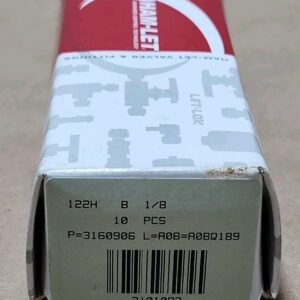 HAM-LET
HAM-LET VALVES & FITTINGS
LET-LOK
122H B 1/8
10 PCS
P=3160906 L=A08=A08Q189